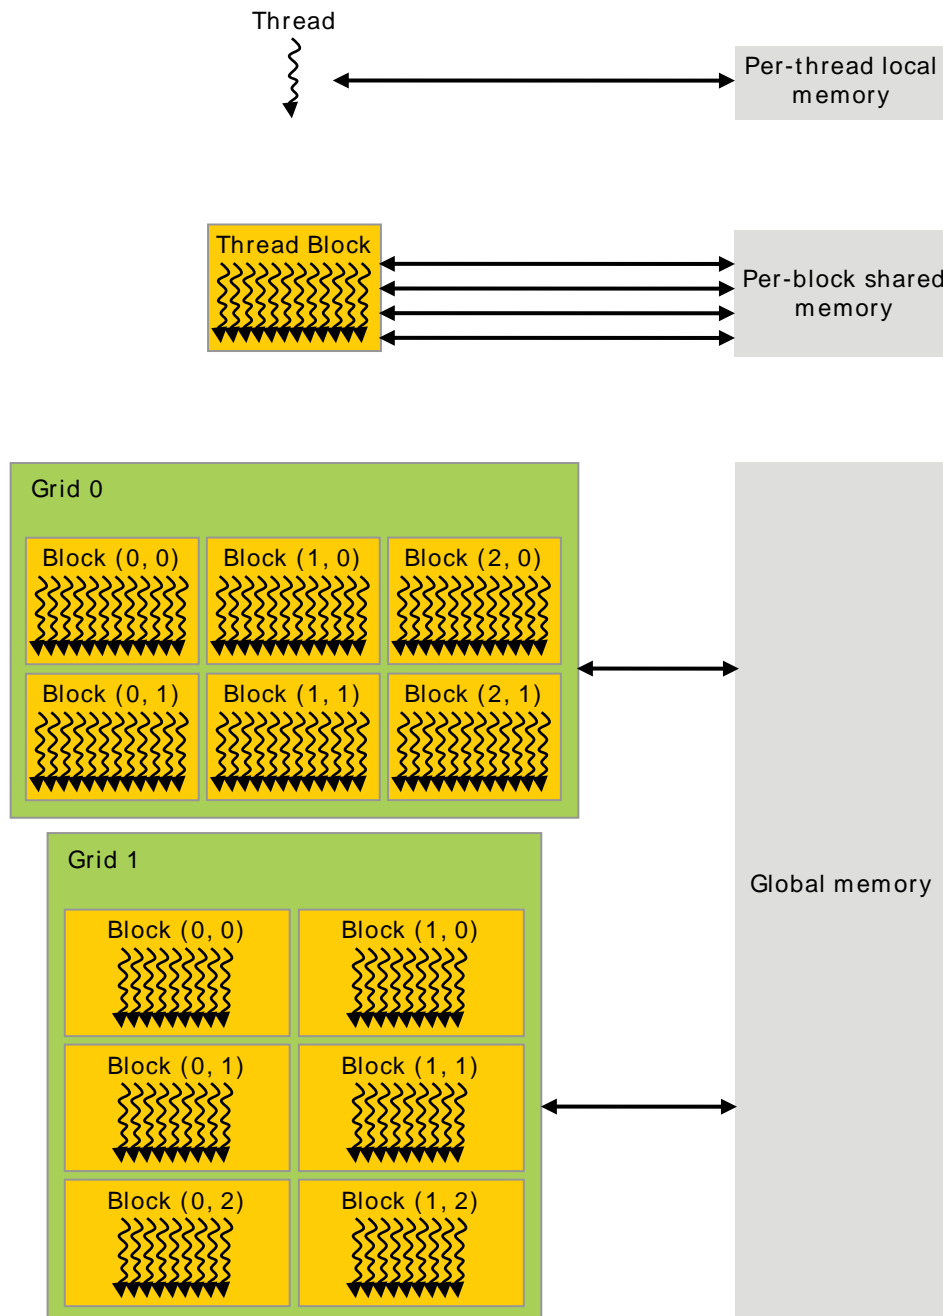 Thread
Per-thread local
memory
Thread Block
Per-block shared
memory
Grid 0
Block (0, 0)
Block (1, 0)
Block (2, 0)
Block (0, 1)
Block (1, 1)
Block (2, 1)
Grid 1
Global memory
Block (0, 0)
Block (1, 0)
Block (0, 1)
Block (1, 1)
Block (0, 2)
Block (1, 2)